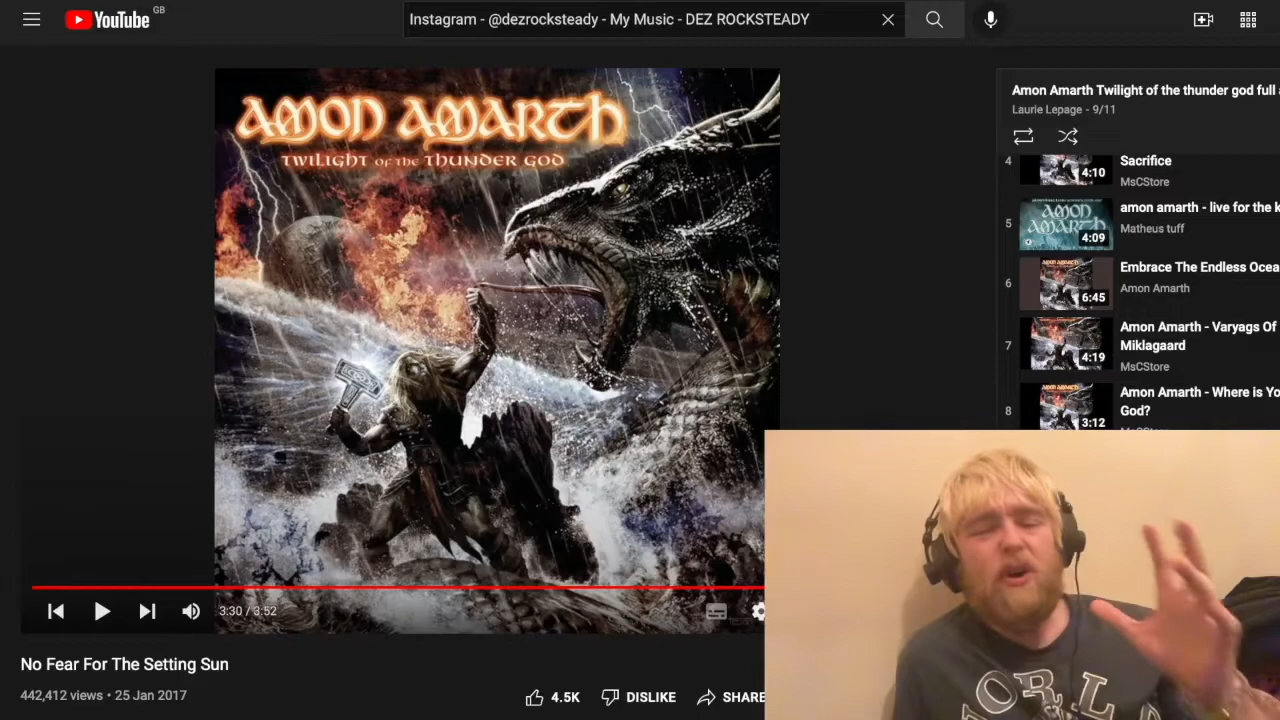 YouTube GB
Instagram - @dezrocksteady - My Music - DEZ ROCKSTEADY
AMON AMARTH
TWILIGHT OF THE THUNDER GOD
3:30 / 3:52
No Fear For The Setting Sun
442,412 views • 25 Jan 2017
4.5K
DISLIKE
SHARE
Amon Amarth Twilight of the thunder god full
Laurie Lepage - 9/11
4
4:10
Sacrifice
MsCStore
5
AMON
AMARTH
4:09
amon amarth - live for the k
Matheus tuff
6
6:45
Embrace The Endless Ocea
Amon Amarth
7
4:19
Amon Amarth - Varyags Of
Miklagaard
MsCStore
8
3:12
Amon Amarth - Where is Yo
God?
WORLD